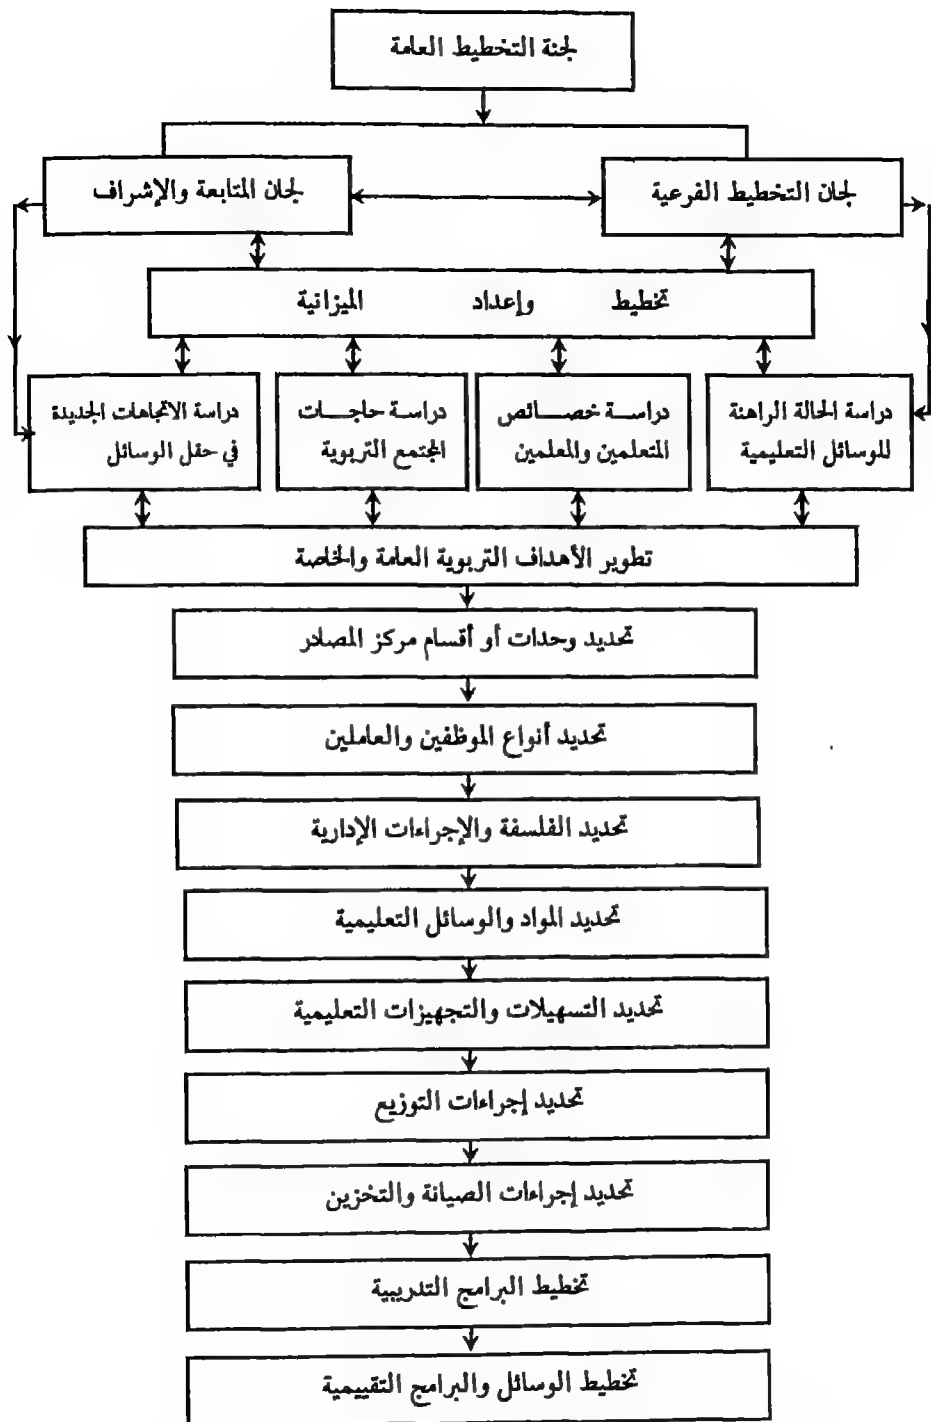 لجنة التخطيط العامة
لجان التخطيط الفرعية
لجان المتابعة والإشراف
تخطيط وإعداد الميزانية
دراسة الحالة الراهنة
للوسائل التعليمية
دراسة خصائص
المتعلمين والمعلمين
دراسة حاجات
المجتمع التربوية
دراسة الاتجاهات الجديدة
في حقل الوسائل
تطوير الأهداف التربوية العامة والخاصة
تحديد وحدات أو أقسام مركز المصادر
تحديد أنواع الموظفين والعاملين
تحديد الفلسفة والإجراءات الإدارية
تحديد المواد والوسائل التعليمية
تحديد التسهيلات والتجهيزات التعليمية
تحديد إجراءات التوزيع
تحديد إجراءات الصيانة والتخزين
تخطيط البرامج التدريبية
تخطيط الوسائل والبرامج التقييمية